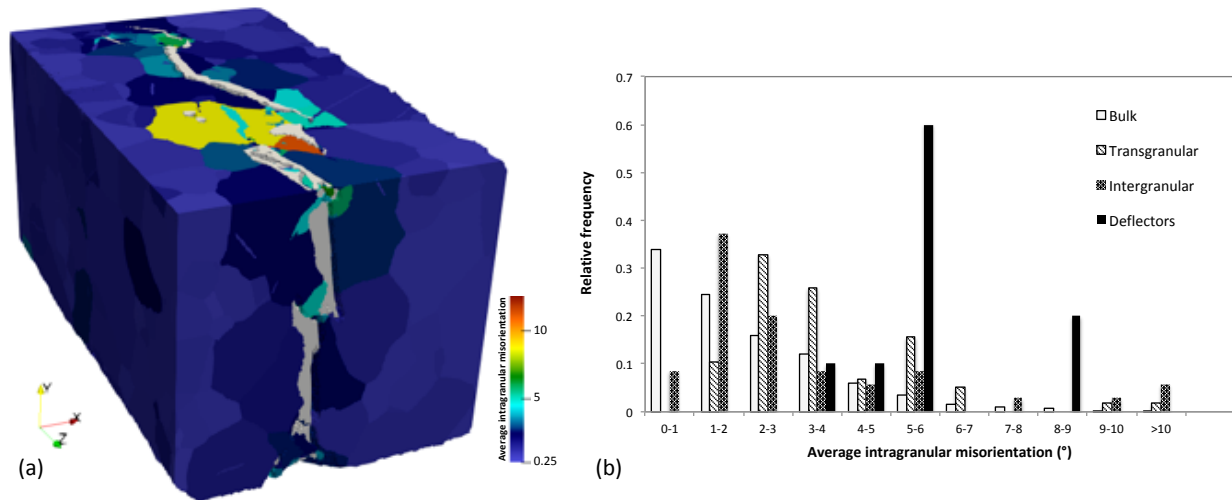 (a)
Average intragranular misorientation
10
5
0.25
Y
X
Z
(b)
Relative frequency
0.7
0.6
0.5
0.4
0.3
0.2
0.1
0
Bulk
Transgranular
Intergranular
Deflectors
0-1 1-2 2-3 3-4 4-5 5-6 6-7 7-8 8-9 9-10 >10
Average intragranular misorientation (°)